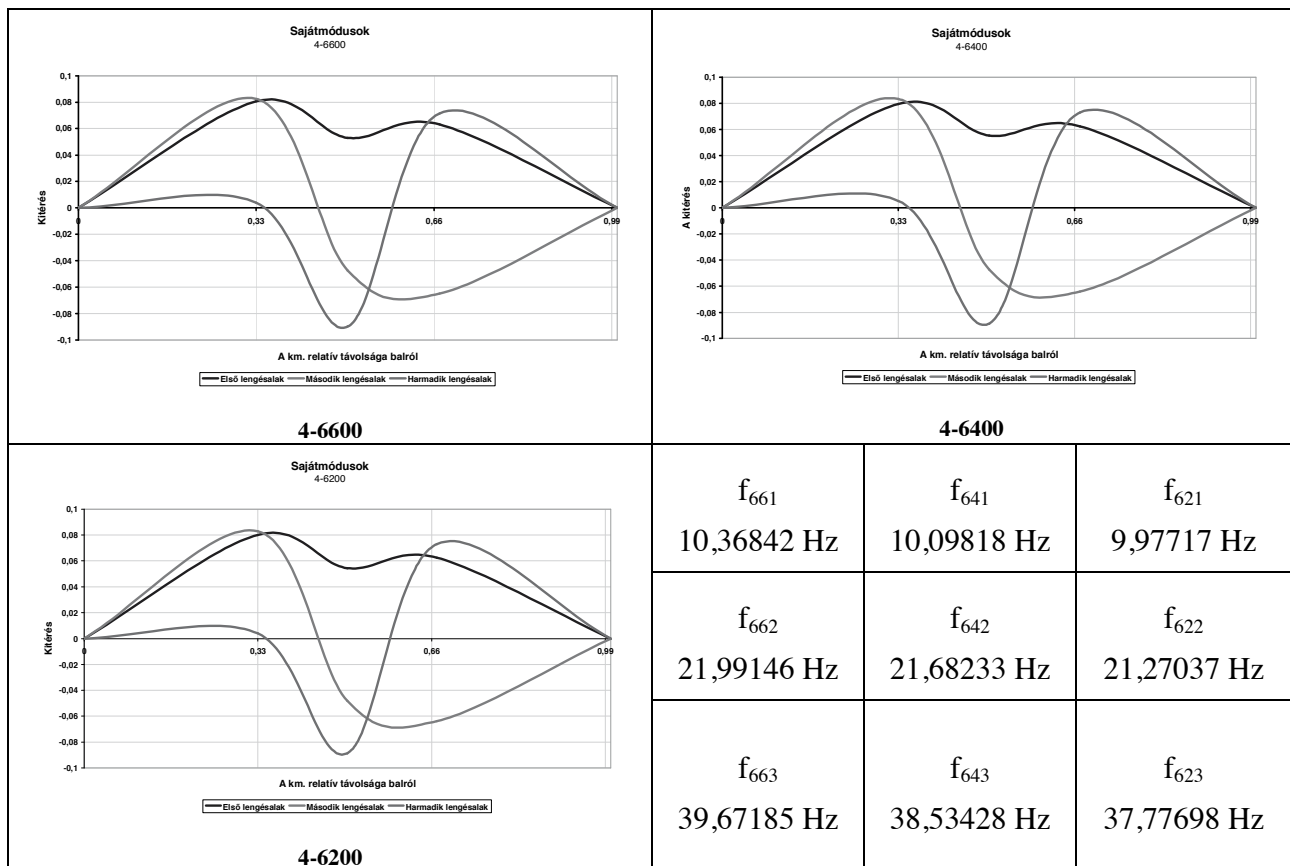 Sajátmódusok
4-6600
0,1
0,08
0,06
0,04
0,02
0
-0,02
-0,04
-0,06
-0,08
-0,1
Kitérés
0 0,33 0,66 0,99
A km. relatív távolsága balról
Első lengésalak Második lengésalak Harmadik lengésalak
4-6600
Sajátmódusok
4-6400
0,1
0,08
0,06
0,04
0,02
0
-0,02
-0,04
-0,06
-0,08
-0,1
A kitérés
0 0,33 0,66 0,99
A km. relatív távolsága balról
Első lengésalak Második lengésalak Harmadik lengésalak
4-6400
Sajátmódusok
4-6200
0,1
0,08
0,06
0,04
0,02
0
-0,02
-0,04
-0,06
-0,08
-0,1
Kitérés
0 0,33 0,66 0,99
A km. relatív távolsága balról
Első lengésalak Második lengésalak Harmadik lengésalak
4-6200
f661 f641 f621
10,36842 Hz 10,09818 Hz 9,97717 Hz
f662 f642 f622
21,99146 Hz 21,68233 Hz 21,27037 Hz
f663 f643 f623
39,67185 Hz 38,53428 Hz 37,77698 Hz